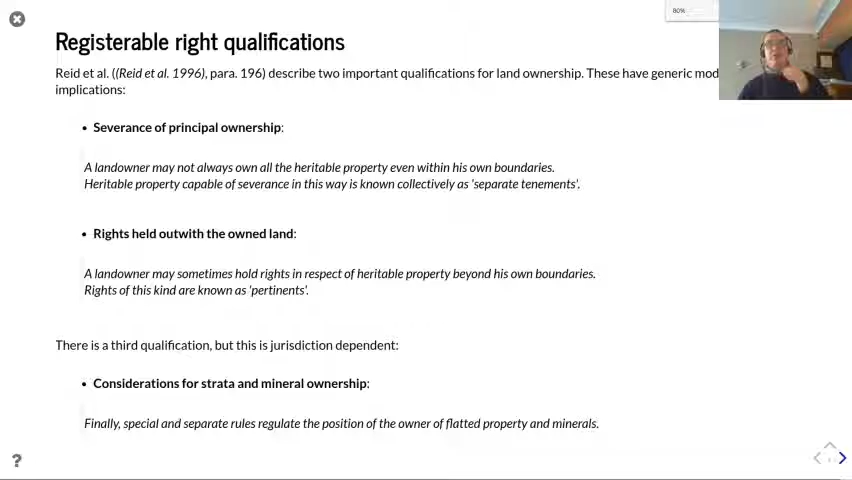 80%
Registerable right qualifications
Reid et al. ((Reid et al. 1996), para. 196) describe two important qualifications for land ownership. These have generic mod
implications:
• Severance of principal ownership:
A landowner may not always own all the heritable property even within his own boundaries.
Heritable property capable of severance in this way is known collectively as 'separate tenements'.
• Rights held outwith the owned land:
A landowner may sometimes hold rights in respect of heritable property beyond his own boundaries.
Rights of this kind are known as 'pertinents'.
There is a third qualification, but this is jurisdiction dependent:
• Considerations for strata and mineral ownership:
Finally, special and separate rules regulate the position of the owner of flatted property and minerals.
?